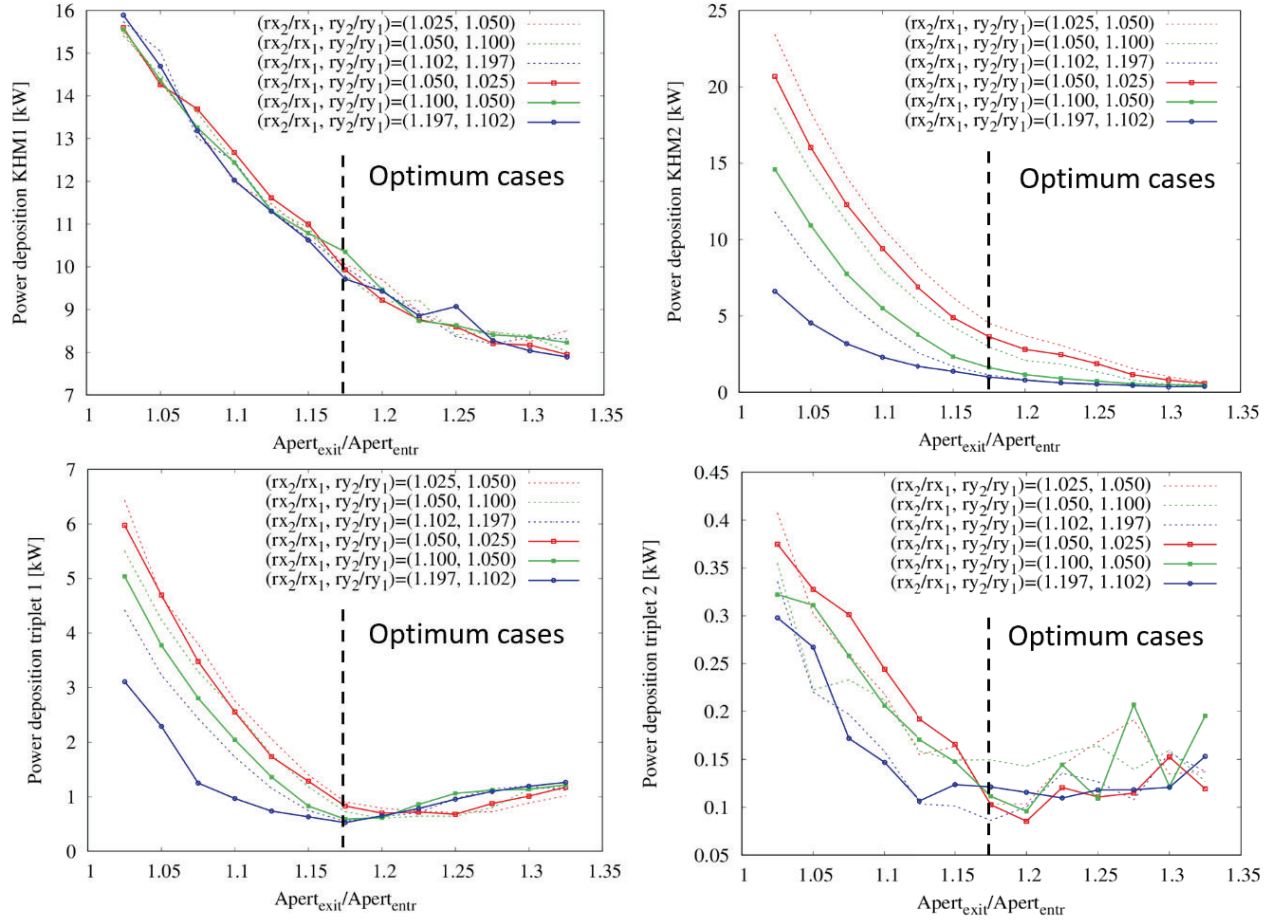 16
15
14
13
12
11
10
9
8
7
Power deposition KHM1 [kW]
(rx2/rx1, ry2/ry1)=(1.025, 1.050)
(rx2/rx1, ry2/ry1)=(1.050, 1.100)
(rx2/rx1, ry2/ry1)=(1.102, 1.197)
(rx2/rx1, ry2/ry1)=(1.050, 1.025)
(rx2/rx1, ry2/ry1)=(1.100, 1.050)
(rx2/rx1, ry2/ry1)=(1.197, 1.102)
Optimum cases
1 1.05 1.1 1.15 1.2 1.25 1.3 1.35
Apert_exit/Apert_entr
25
20
15
10
5
0
Power deposition KHM2 [kW]
(rx2/rx1, ry2/ry1)=(1.025, 1.050)
(rx2/rx1, ry2/ry1)=(1.050, 1.100)
(rx2/rx1, ry2/ry1)=(1.102, 1.197)
(rx2/rx1, ry2/ry1)=(1.050, 1.025)
(rx2/rx1, ry2/ry1)=(1.100, 1.050)
(rx2/rx1, ry2/ry1)=(1.197, 1.102)
Optimum cases
1 1.05 1.1 1.15 1.2 1.25 1.3 1.35
Apert_exit/Apert_entr
7
6
5
4
3
2
1
0
Power deposition triplet 1 [kW]
(rx2/rx1, ry2/ry1)=(1.025, 1.050)
(rx2/rx1, ry2/ry1)=(1.050, 1.100)
(rx2/rx1, ry2/ry1)=(1.102, 1.197)
(rx2/rx1, ry2/ry1)=(1.050, 1.025)
(rx2/rx1, ry2/ry1)=(1.100, 1.050)
(rx2/rx1, ry2/ry1)=(1.197, 1.102)
Optimum cases
1 1.05 1.1 1.15 1.2 1.25 1.3 1.35
Apert_exit/Apert_entr
0.45
0.4
0.35
0.3
0.25
0.2
0.15
0.1
0.05
Power deposition triplet 2 [kW]
(rx2/rx1, ry2/ry1)=(1.025, 1.050)
(rx2/rx1, ry2/ry1)=(1.050, 1.100)
(rx2/rx1, ry2/ry1)=(1.102, 1.197)
(rx2/rx1, ry2/ry1)=(1.050, 1.025)
(rx2/rx1, ry2/ry1)=(1.100, 1.050)
(rx2/rx1, ry2/ry1)=(1.197, 1.102)
Optimum cases
1 1.05 1.1 1.15 1.2 1.25 1.3 1.35
Apert_exit/Apert_entr